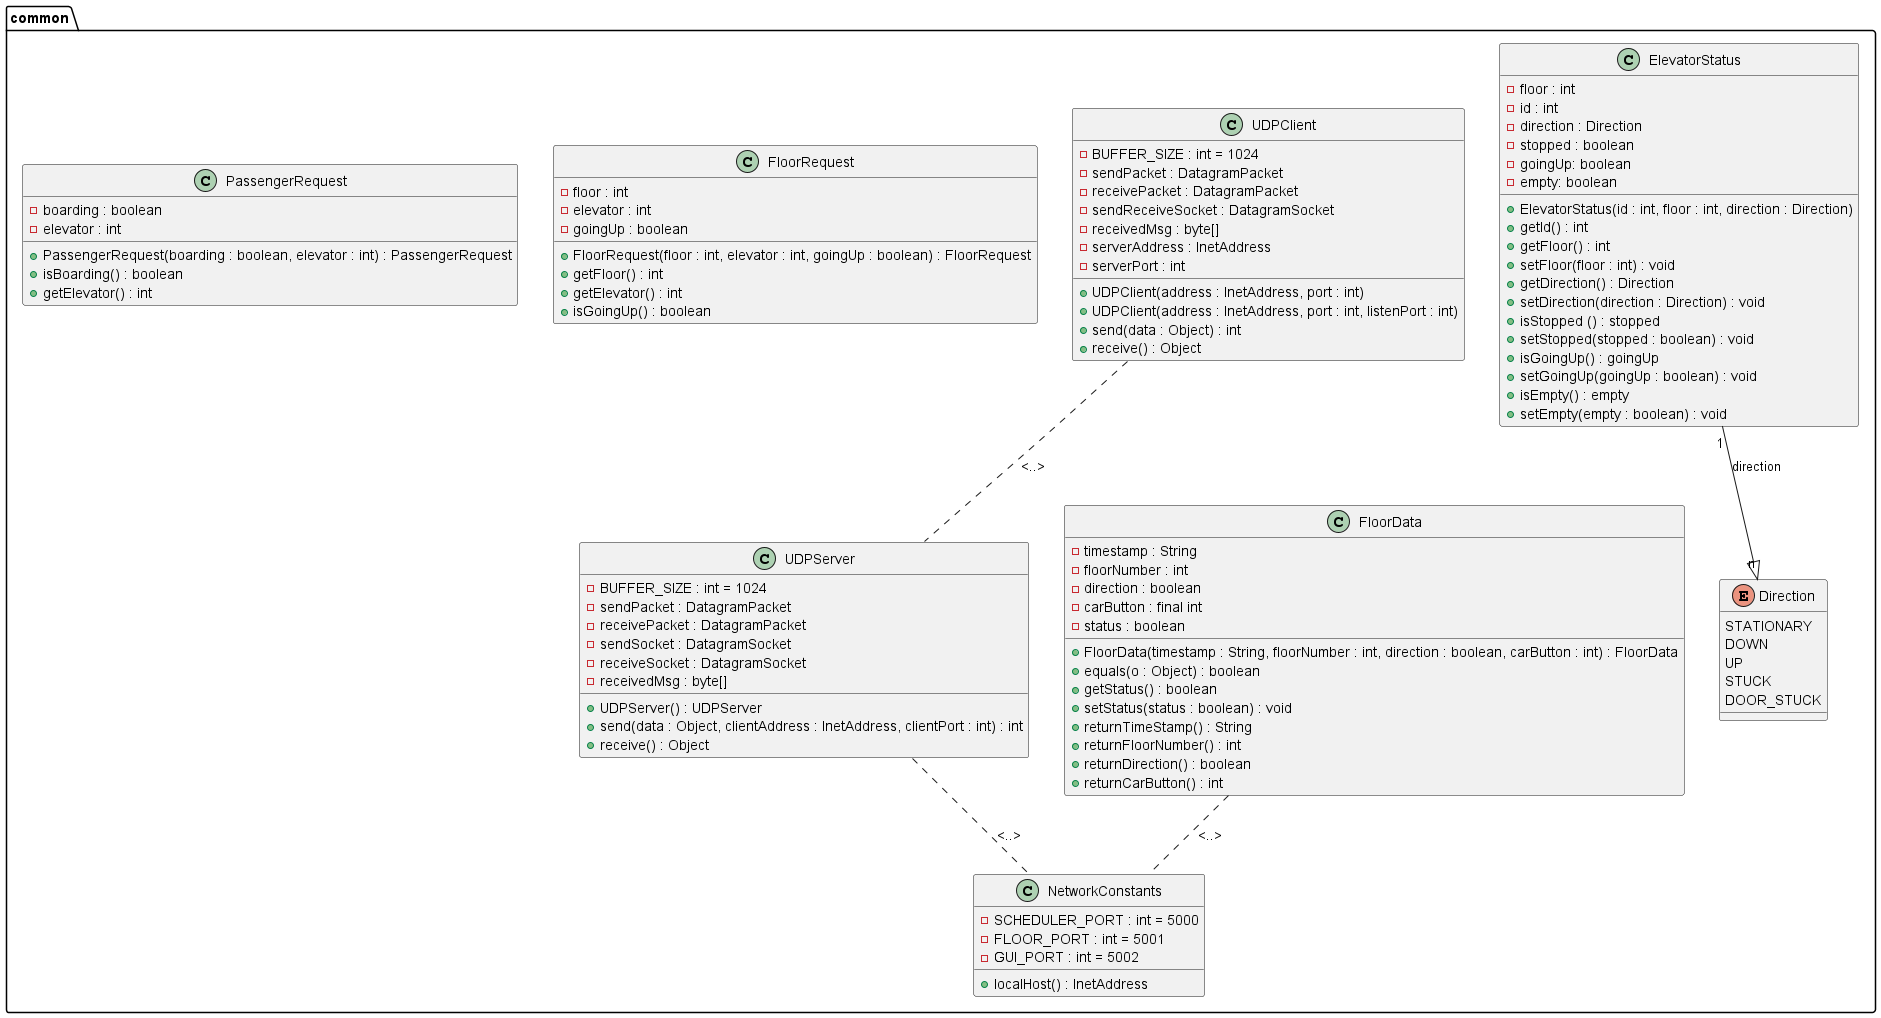 common
C ElevatorStatus
floor : int
id : int
direction : Direction
stopped : boolean
goingUp: boolean
empty: boolean
ElevatorStatus(id : int, floor : int, direction : Direction)
getId() : int
getFloor() : int
setFloor(floor : int) : void
getDirection() : Direction
setDirection(direction : Direction) : void
isStopped () : stopped
setStopped(stopped : boolean) : void
isGoingUp() : goingUp
setGoingUp(goingUp : boolean) : void
isEmpty() : empty
setEmpty(empty : boolean) : void
C UDPClient
BUFFER_SIZE : int = 1024
sendPacket : DatagramPacket
receivePacket : DatagramPacket
sendReceiveSocket : DatagramSocket
receivedMsg : byte[]
serverAddress : InetAddress
serverPort : int
UDPClient(address : InetAddress, port : int)
UDPClient(address : InetAddress, port : int, listenPort : int)
send(data : Object) : int
receive() : Object
C FloorRequest
floor : int
elevator : int
goingUp : boolean
FloorRequest(floor : int, elevator : int, goingUp : boolean) : FloorRequest
getFloor() : int
getElevator() : int
isGoingUp() : boolean
C PassengerRequest
boarding : boolean
elevator : int
PassengerRequest(boarding : boolean, elevator : int) : PassengerRequest
isBoarding() : boolean
getElevator() : int
1
direction
<..>
C FloorData
timestamp : String
floorNumber : int
direction : boolean
carButton : final int
status : boolean
FloorData(timestamp : String, floorNumber : int, direction : boolean, carButton : int) : FloorData
equals(o : Object) : boolean
getStatus() : boolean
setStatus(status : boolean) : void
returnTimeStamp() : String
returnFloorNumber() : int
returnDirection() : boolean
returnCarButton() : int
C UDPServer
BUFFER_SIZE : int = 1024
sendPacket : DatagramPacket
receivePacket : DatagramPacket
sendSocket : DatagramSocket
receiveSocket : DatagramSocket
receivedMsg : byte[]
UDPServer() : UDPServer
send(data : Object, clientAddress : InetAddress, clientPort : int) : int
receive() : Object
E Direction
STATIONARY
DOWN
UP
STUCK
DOOR_STUCK
<..>
<..>
C NetworkConstants
SCHEDULER_PORT : int = 5000
FLOOR_PORT : int = 5001
GUI_PORT : int = 5002
localHost() : InetAddress